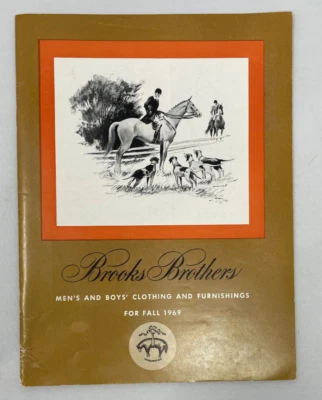 Brooks Brothers
MEN'S AND BOYS' CLOTHING AND FURNISHINGS
FOR FALL 1969